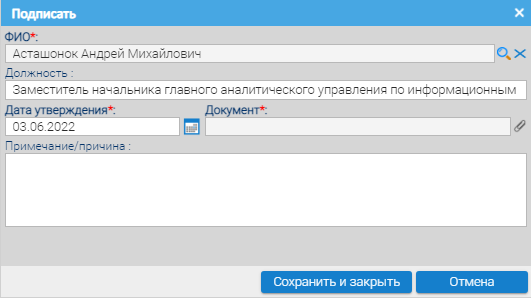 Подписать
ФИО*:
Асташонок Андрей Михайлович
Должность :
Заместитель начальника главного аналитического управления по информационным
Дата утверждения*: Документ*:
03.06.2022
Примечание/причина :
Сохранить и закрыть Отмена